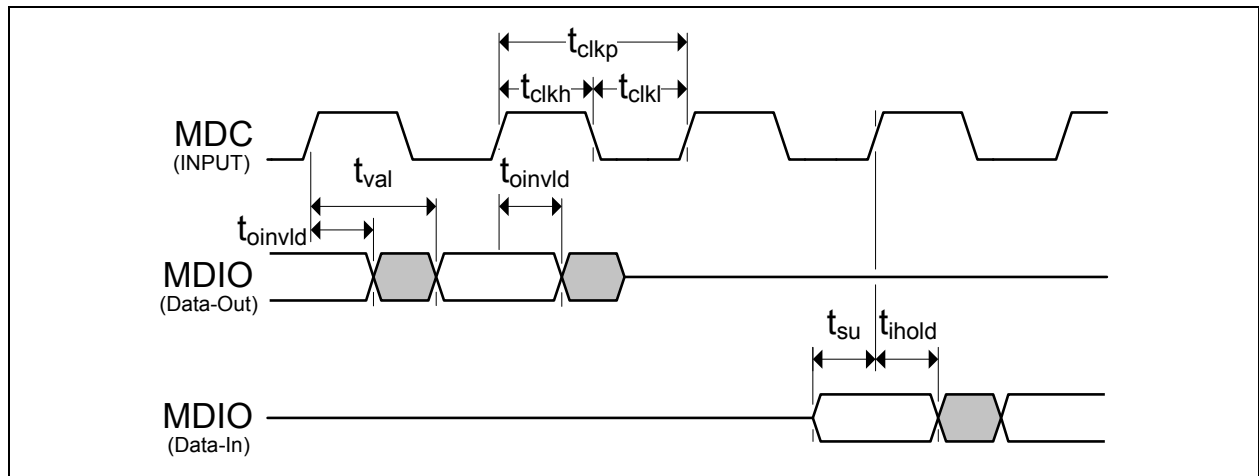 tclkp
tclkh tclkl
MDC
(INPUT)
tval toinvld
toinvld
MDIO
(Data-Out)
tsu tihold
MDIO
(Data-In)